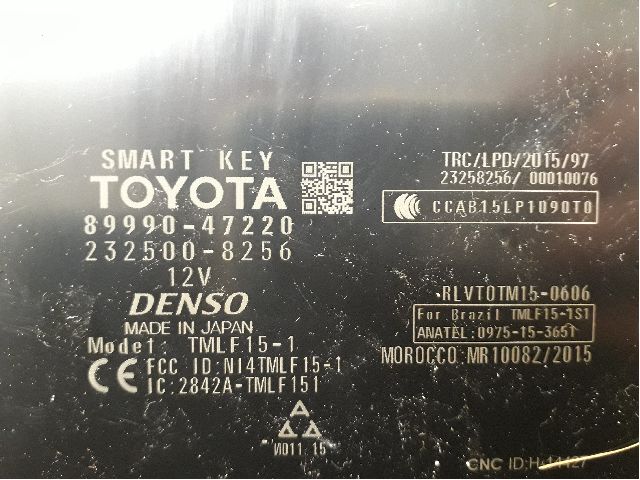 SMART KEY
TOYOTA
89990-47220
232500-8256
12V
DENSO
MADE IN JAPAN
Model: TMLF15-1
CE
FCC ID:NI4TMLF15-1
IC:2842A-TMLF151
TRC/LPD/2015/97
23258256/ 00010076
CCAB15LP1090T0
RLVTOTM15-0606
For Brazil TMLF15-1S1
ANATEL:0975-15-3651
MOROCCO MR10082/2015
CNC ID:H-14427